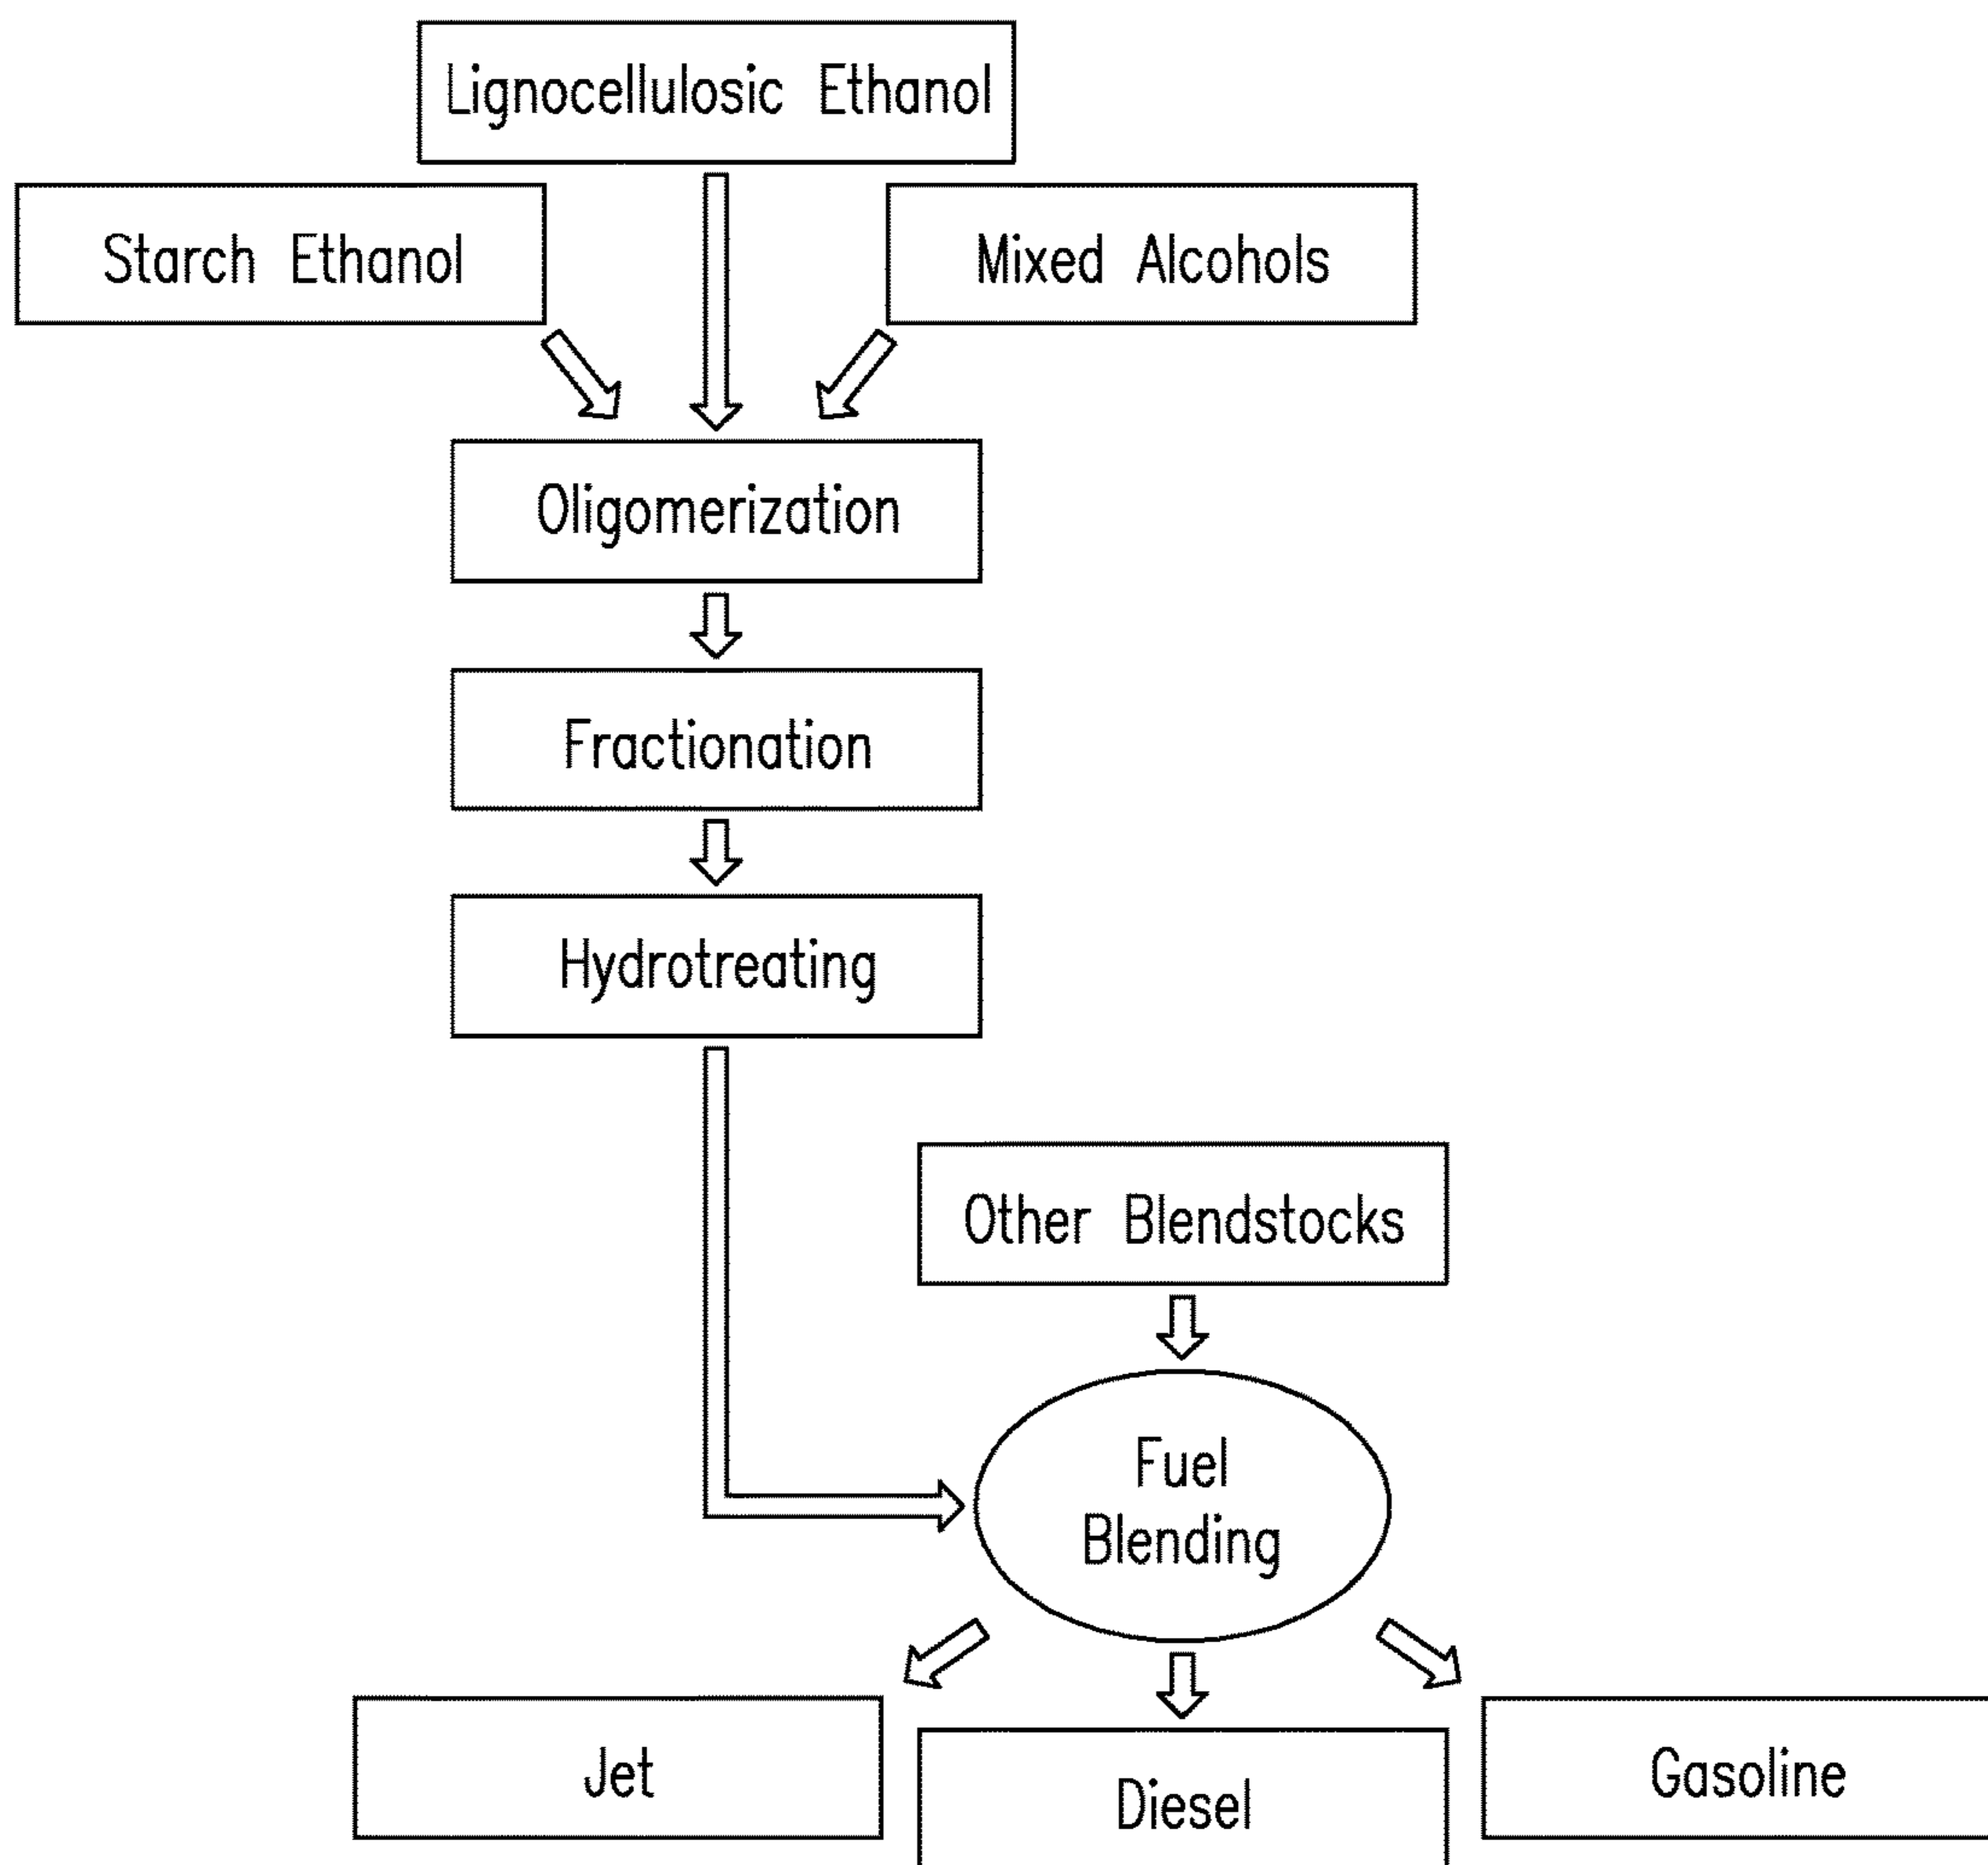 Lignocellulosic Ethanol
Starch Ethanol
Mixed Alcohols
Oligomerization
Fractionation
Hydrotreating
Other Blendstocks
Fuel
Blending
Jet
Diesel
Gasoline